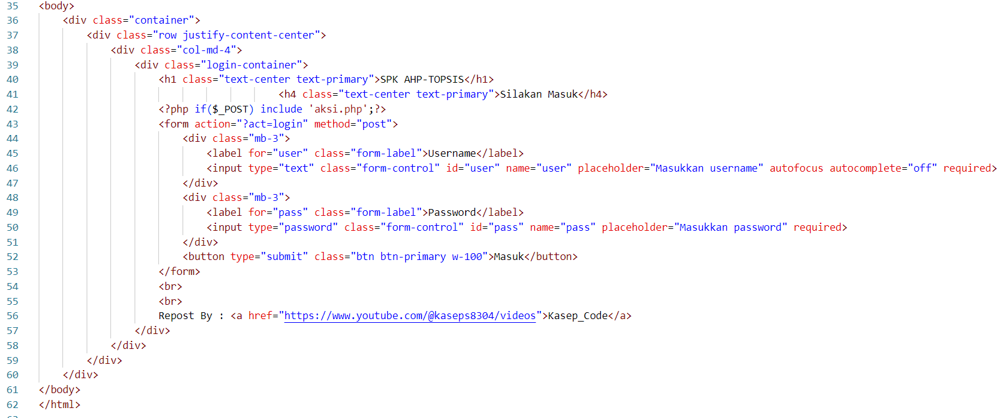 35 <body>
36 <div class="container">
37 <div class="row justify-content-center">
38 <div class="col-md-4">
39 <div class="login-container">
40 <h1 class="text-center text-primary">SPK AHP-TOPSIS</h1>
41 <h4 class="text-center text-primary">Silakan Masuk</h4>
42 <?php if($_POST) include 'aksi.php';?>
43 <form action="?act=login" method="post">
44 <div class="mb-3">
45 <label for="user" class="form-label">Username</label>
46 <input type="text" class="form-control" id="user" name="user" placeholder="Masukkan username" autofocus autocomplete="off" required>
47 </div>
48 <div class="mb-3">
49 <label for="pass" class="form-label">Password</label>
50 <input type="password" class="form-control" id="pass" name="pass" placeholder="Masukkan password" required>
51 </div>
52 <button type="submit" class="btn btn-primary w-100">Masuk</button>
53 </form>
54 <br>
55 <br>
56 Repost By : <a href="https://www.youtube.com/@kaseps8304/videos">Kasep_Code</a>
57 </div>
58 </div>
59 </div>
60 </div>
61 </body>
62 </html>